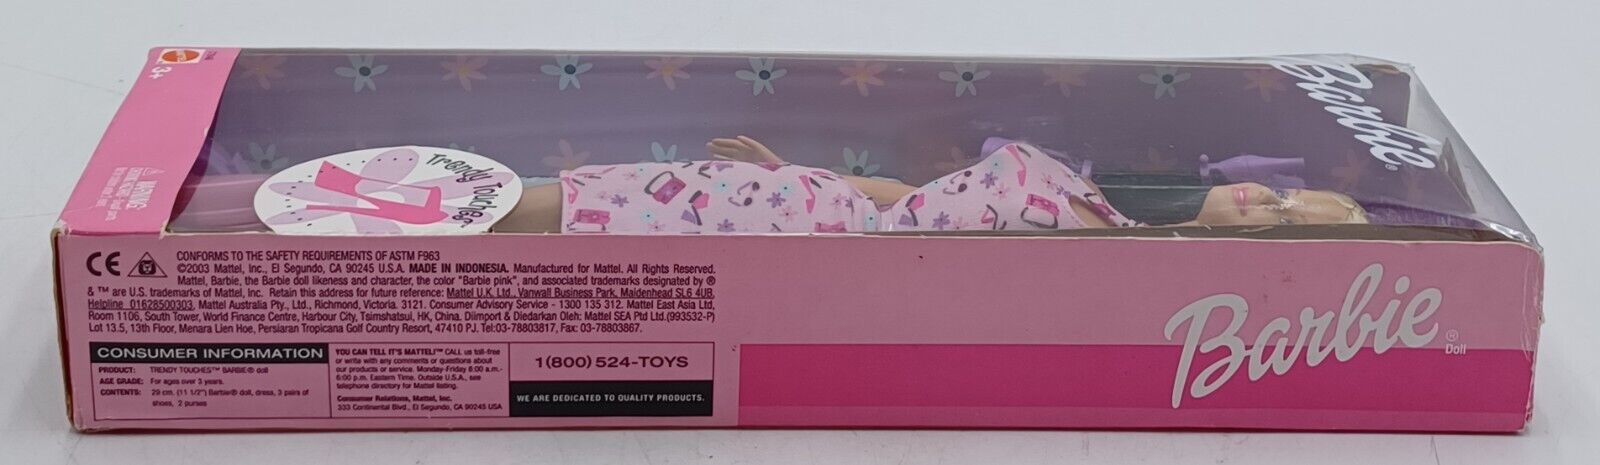 MATTEL
3+
WARNING:
Trendy Touches
Barbie®
CE
CONFORMS TO THE SAFETY REQUIREMENTS OF ASTM F963
©2003 Mattel, Inc., El Segundo, CA 90245 U.S.A. MADE IN INDONESIA. Manufactured for Mattel. All Rights Reserved.
Mattel, Barbie, the Barbie doll likeness and character, the color "Barbie pink", and associated trademarks designated by ®
& ™ are U.S. trademarks of Mattel, Inc. Retain this address for future reference: Mattel U.K. Ltd., Vanwall Business Park, Maidenhead SL6 4UB.
Helpline 01628500303. Mattel Australia Pty., Ltd., Richmond, Victoria. 3121. Consumer Advisory Service - 1300 135 312. Mattel East Asia Ltd,
Room 1106, South Tower, World Finance Centre, Harbour City, Tsimshatsui, HK, China. Diimport & Diedarkan Oleh: Mattel SEA Ptd Ltd.(993532-P)
Lot 13.5, 13th Floor, Menara Lien Hoe, Persiaran Tropicana Golf Country Resort, 47410 PJ. Tel:03-78803817, Fax: 03-78803867.
CONSUMER INFORMATION
PRODUCT: TRENDY TOUCHES™ BARBIE® doll
AGE GRADE: For ages over 3 years.
CONTENTS: 29 cm. (11 1/2") Barbie® doll, dress, 3 pairs of
shoes, 2 purses
YOU CAN TELL IT'S MATTEL!™ CALL us toll-free
or write with any comments or questions about
our products or service. Monday-Friday 8:00 a.m.-
6:00 p.m. Eastern Time. Outside U.S.A., see
telephone directory for Mattel listing.
Consumer Relations, Mattel, Inc.
333 Continental Blvd., El Segundo, CA 90245 USA
1(800) 524-TOYS
WE ARE DEDICATED TO QUALITY PRODUCTS.
Barbie®
Doll